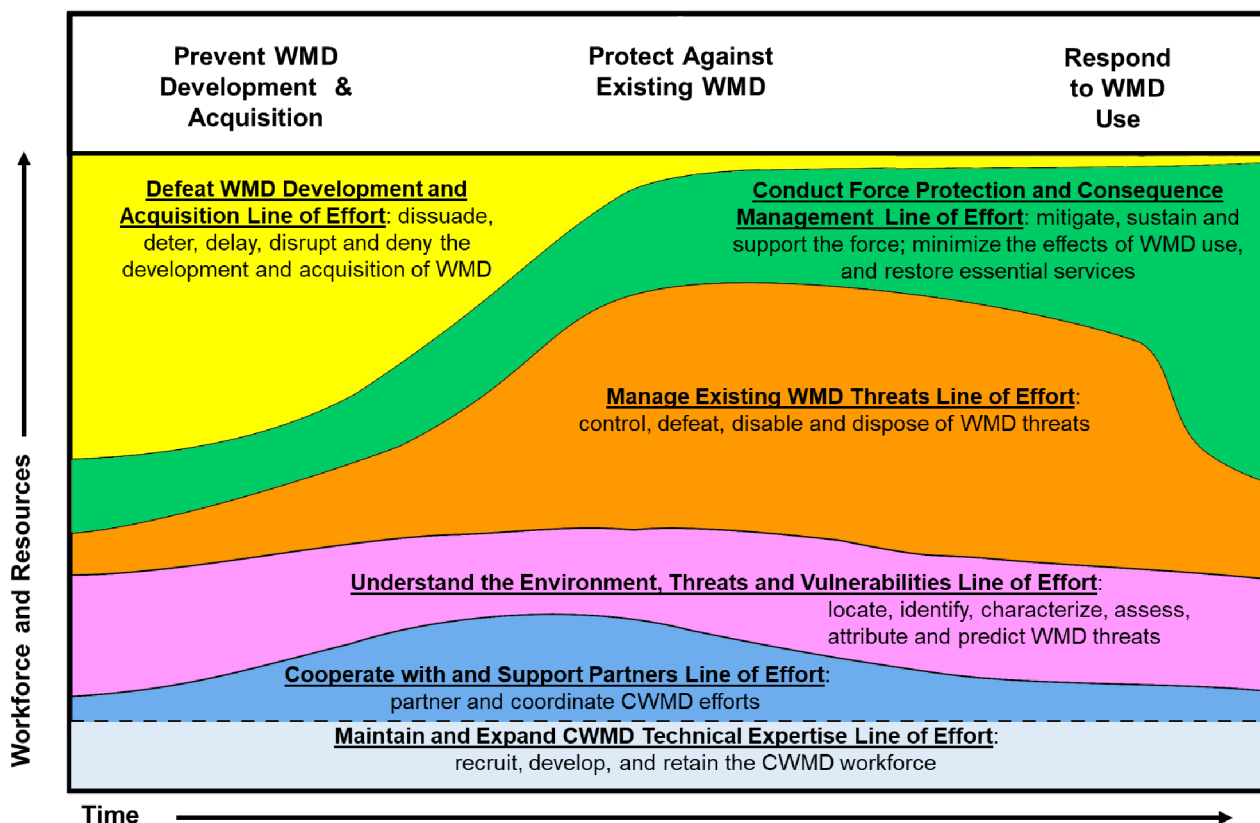 Prevent WMD
Development &
Acquisition
Protect Against
Existing WMD
Respond
to WMD
Use
Defeat WMD Development and
Acquisition Line of Effort: dissuade,
deter, delay, disrupt and deny the
development and acquisition of WMD
Conduct Force Protection and Consequence
Management Line of Effort: mitigate, sustain and
support the force; minimize the effects of WMD use,
and restore essential services
Manage Existing WMD Threats Line of Effort:
control, defeat, disable and dispose of WMD threats
Understand the Environment, Threats and Vulnerabilities Line of Effort:
locate, identify, characterize, assess,
attribute and predict WMD threats
Cooperate with and Support Partners Line of Effort:
partner and coordinate CWMD efforts
Maintain and Expand CWMD Technical Expertise Line of Effort:
recruit, develop, and retain the CWMD workforce
Workforce and Resources
Time